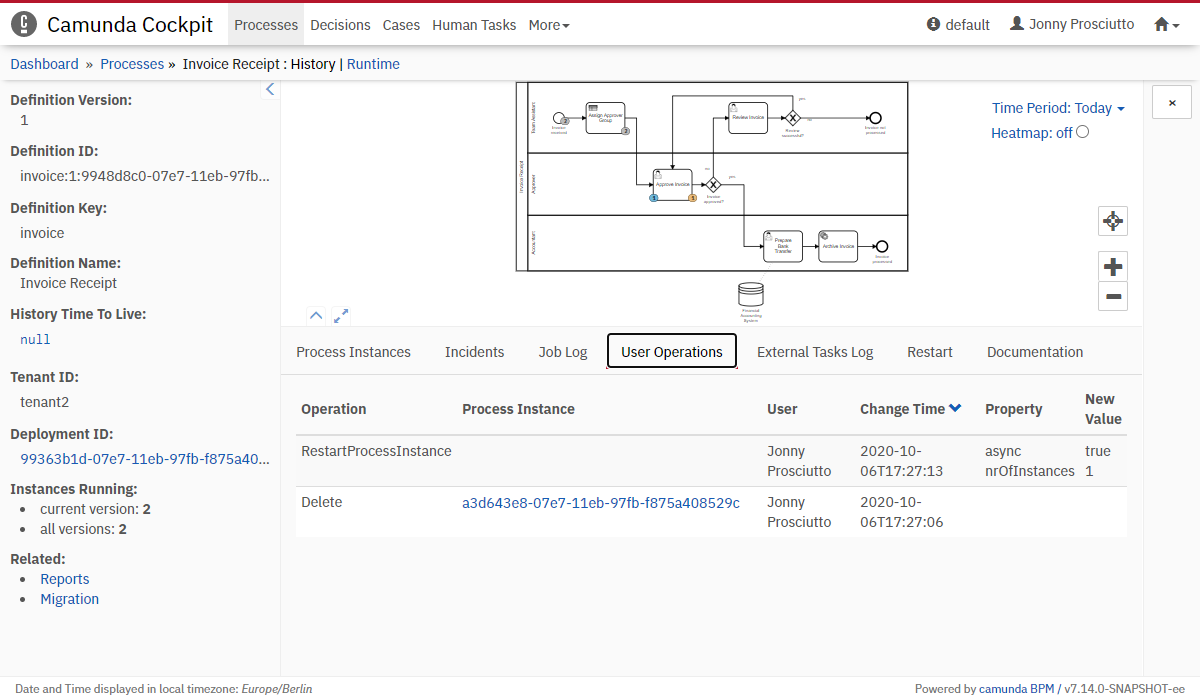 Camunda Cockpit
Processes
Decisions
Cases
Human Tasks
More
default
Jonny Prosciutto
Dashboard » Processes » Invoice Receipt : History | Runtime
Definition Version:
1
Definition ID:
invoice:1:9948d8c0-07e7-11eb-97fb...
Definition Key:
invoice
Definition Name:
Invoice Receipt
History Time To Live:
null
Tenant ID:
tenant2
Deployment ID:
99363b1d-07e7-11eb-97fb-f875a40...
Instances Running:
current version: 2
all versions: 2
Related:
Reports
Migration
Invoice Receipt
Team Assistant
Approver
Accountant
Invoice
received
Assign Approver
Group
Review Invoice
Review
successful?
yes
no
Invoice not
processed
Approve Invoice
Invoice
approved?
no
yes
Prepare
Bank
Transfer
Archive Invoice
Invoice
processed
Financial
Accounting
System
Time Period: Today
Heatmap: off
Process Instances
Incidents
Job Log
User Operations
External Tasks Log
Restart
Documentation
Operation
Process Instance
User
Change Time
Property
New
Value
RestartProcessInstance
Jonny
Prosciutto
2020-10-
06T17:27:13
async
nrOfInstances
true
1
Delete
a3d643e8-07e7-11eb-97fb-f875a408529c
Jonny
Prosciutto
2020-10-
06T17:27:06
Date and Time displayed in local timezone: Europe/Berlin
Powered by camunda BPM / v7.14.0-SNAPSHOT-ee